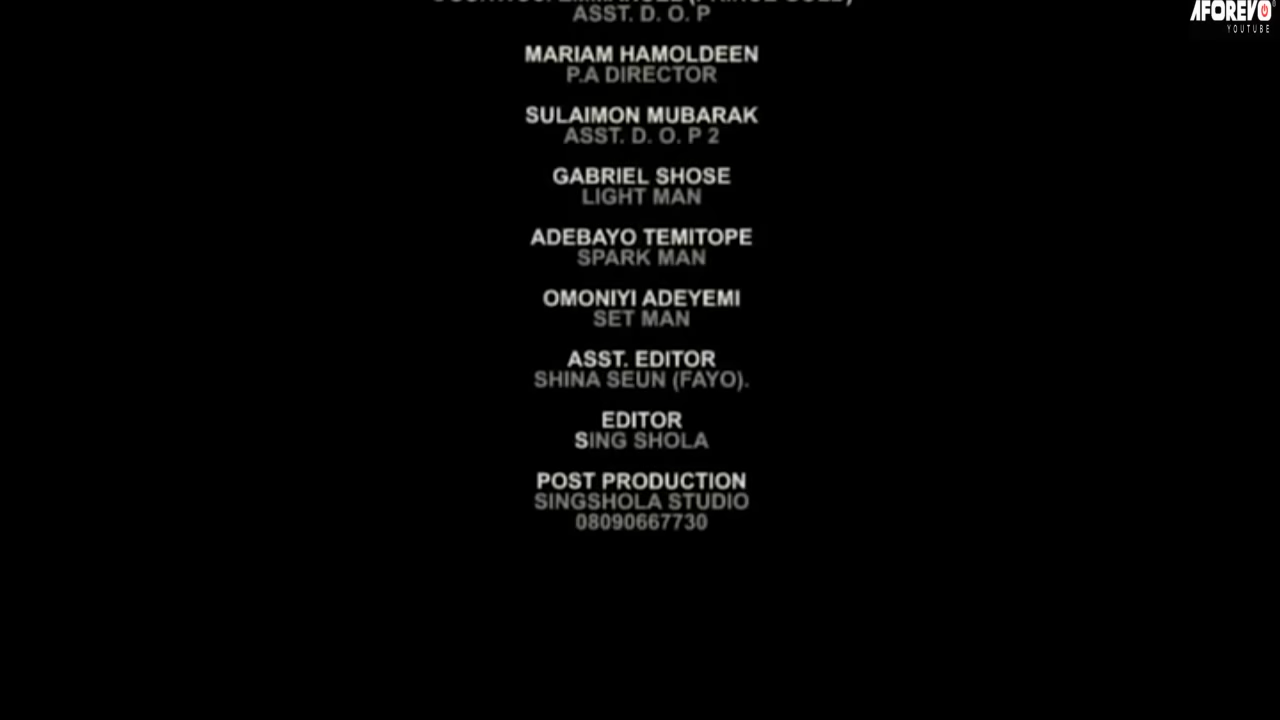 ASST. D. O. P
MARIAM HAMOLDEEN
P.A DIRECTOR
SULAIMON MUBARAK
ASST. D. O. P 2
GABRIEL SHOSE
LIGHT MAN
ADEBAYO TEMITOPE
SPARK MAN
OMONIYI ADEYEMI
SET MAN
ASST. EDITOR
SHINA SEUN (FAYO).
EDITOR
SING SHOLA
POST PRODUCTION
SINGSHOLA STUDIO
08090667730
AFOREVO
YOUTUBE